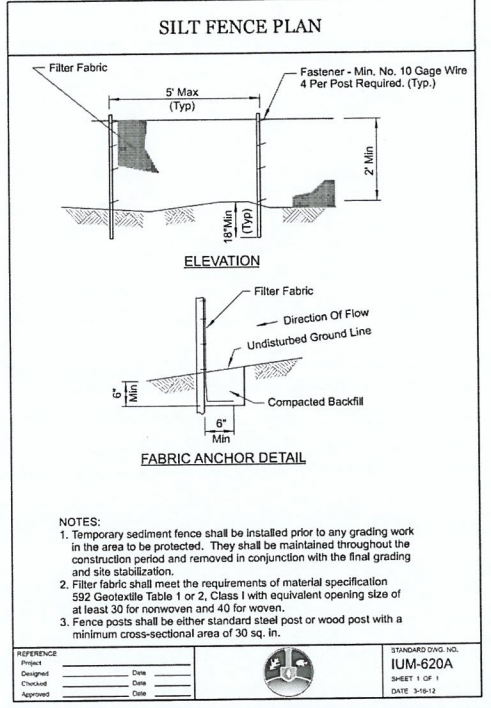 SILT FENCE PLAN
Filter Fabric
Fastener - Min. No. 10 Gage Wire
4 Per Post Required. (Typ.)
5' Max
(Typ)
2' Min
18"Min
(Typ)
ELEVATION
Filter Fabric
Direction Of Flow
Undisturbed Ground Line
6"
Min
Compacted Backfill
6"
Min
FABRIC ANCHOR DETAIL
NOTES:
1. Temporary sediment fence shall be installed prior to any grading work
in the area to be protected. They shall be maintained throughout the
construction period and removed in conjunction with the final grading
and site stabilization.
2. Filter fabric shall meet the requirements of material specification
592 Geotextile Table 1 or 2, Class I with equivalent opening size of
at least 30 for nonwoven and 40 for woven.
3. Fence posts shall be either standard steel post or wood post with a
minimum cross-sectional area of 30 sq. in.
REFERENCE
Project
Designed Date
Checked Date
Approved Date
STANDARD DWG. NO.
IUM-620A
SHEET 1 OF 1
DATE 3-16-12